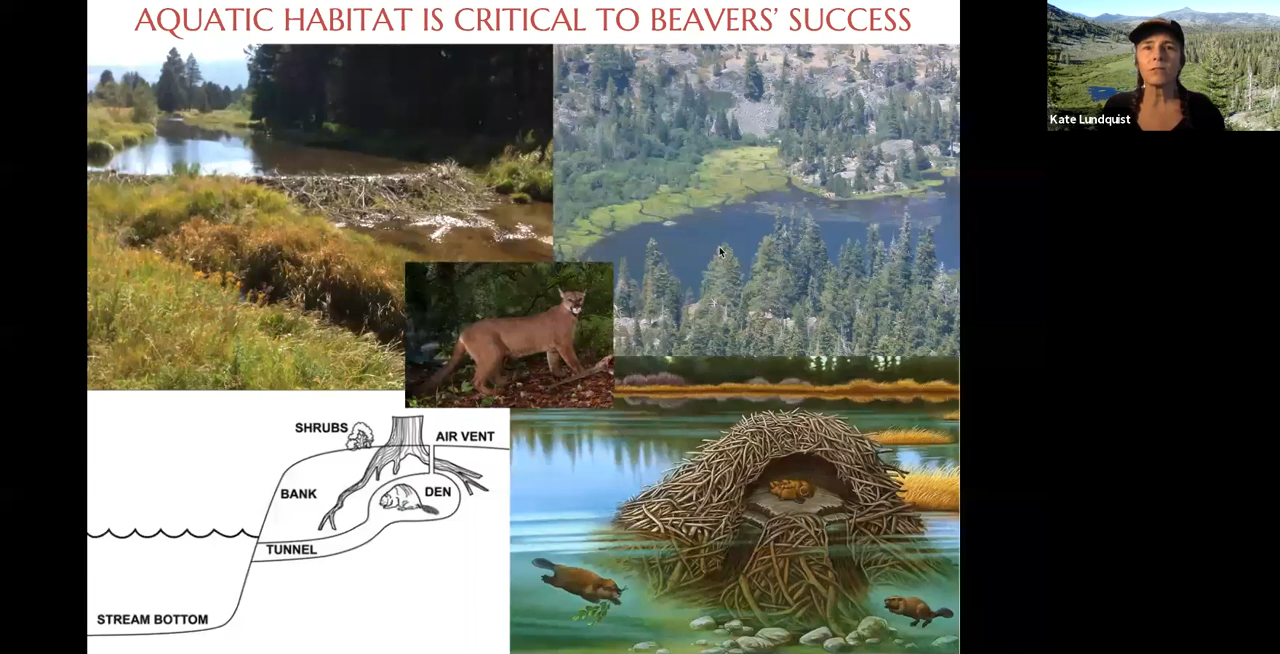 AQUATIC HABITAT IS CRITICAL TO BEAVERS' SUCCESS
Kate Lundquist
SHRUBS
AIR VENT
BANK
DEN
TUNNEL
STREAM BOTTOM